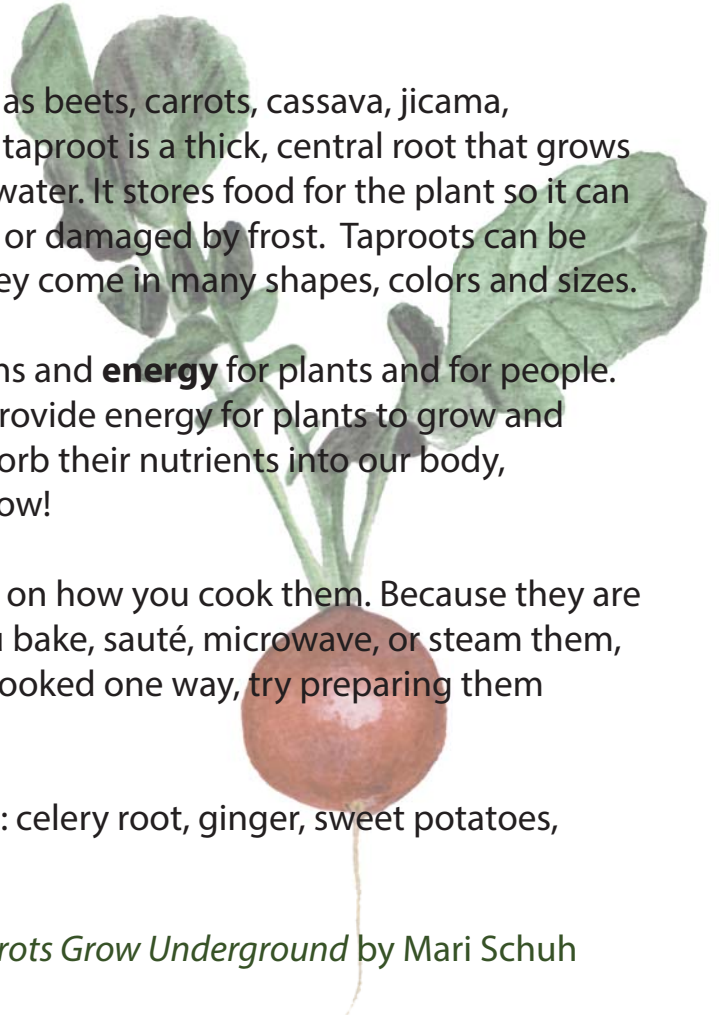 as beets, carrots, cassava, jicama,
taproot is a thick, central root that grows
water. It stores food for the plant so it can
or damaged by frost.  Taproots can be
ey come in many shapes, colors and sizes.
ns and energy for plants and for people.
rovide energy for plants to grow and
orb their nutrients into our body,
ow!
on how you cook them. Because they are
u bake, sauté, microwave, or steam them,
ooked one way, try preparing them
: celery root, ginger, sweet potatoes,
rots Grow Underground by Mari Schuh